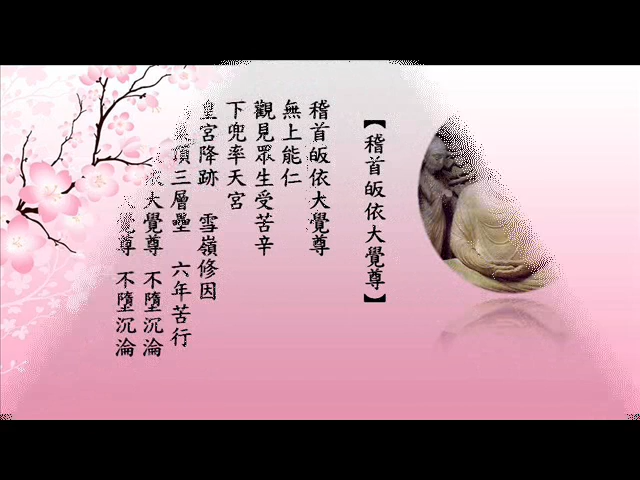 【稽首皈依大覺尊】
稽首皈依大覺尊
無上能仁
觀見眾生受苦辛
下兜率天宮
皇宮降跡 雪嶺修因
頂三層壘 六年苦行
大覺尊 不墮沉淪
覺尊 不墮沉淪